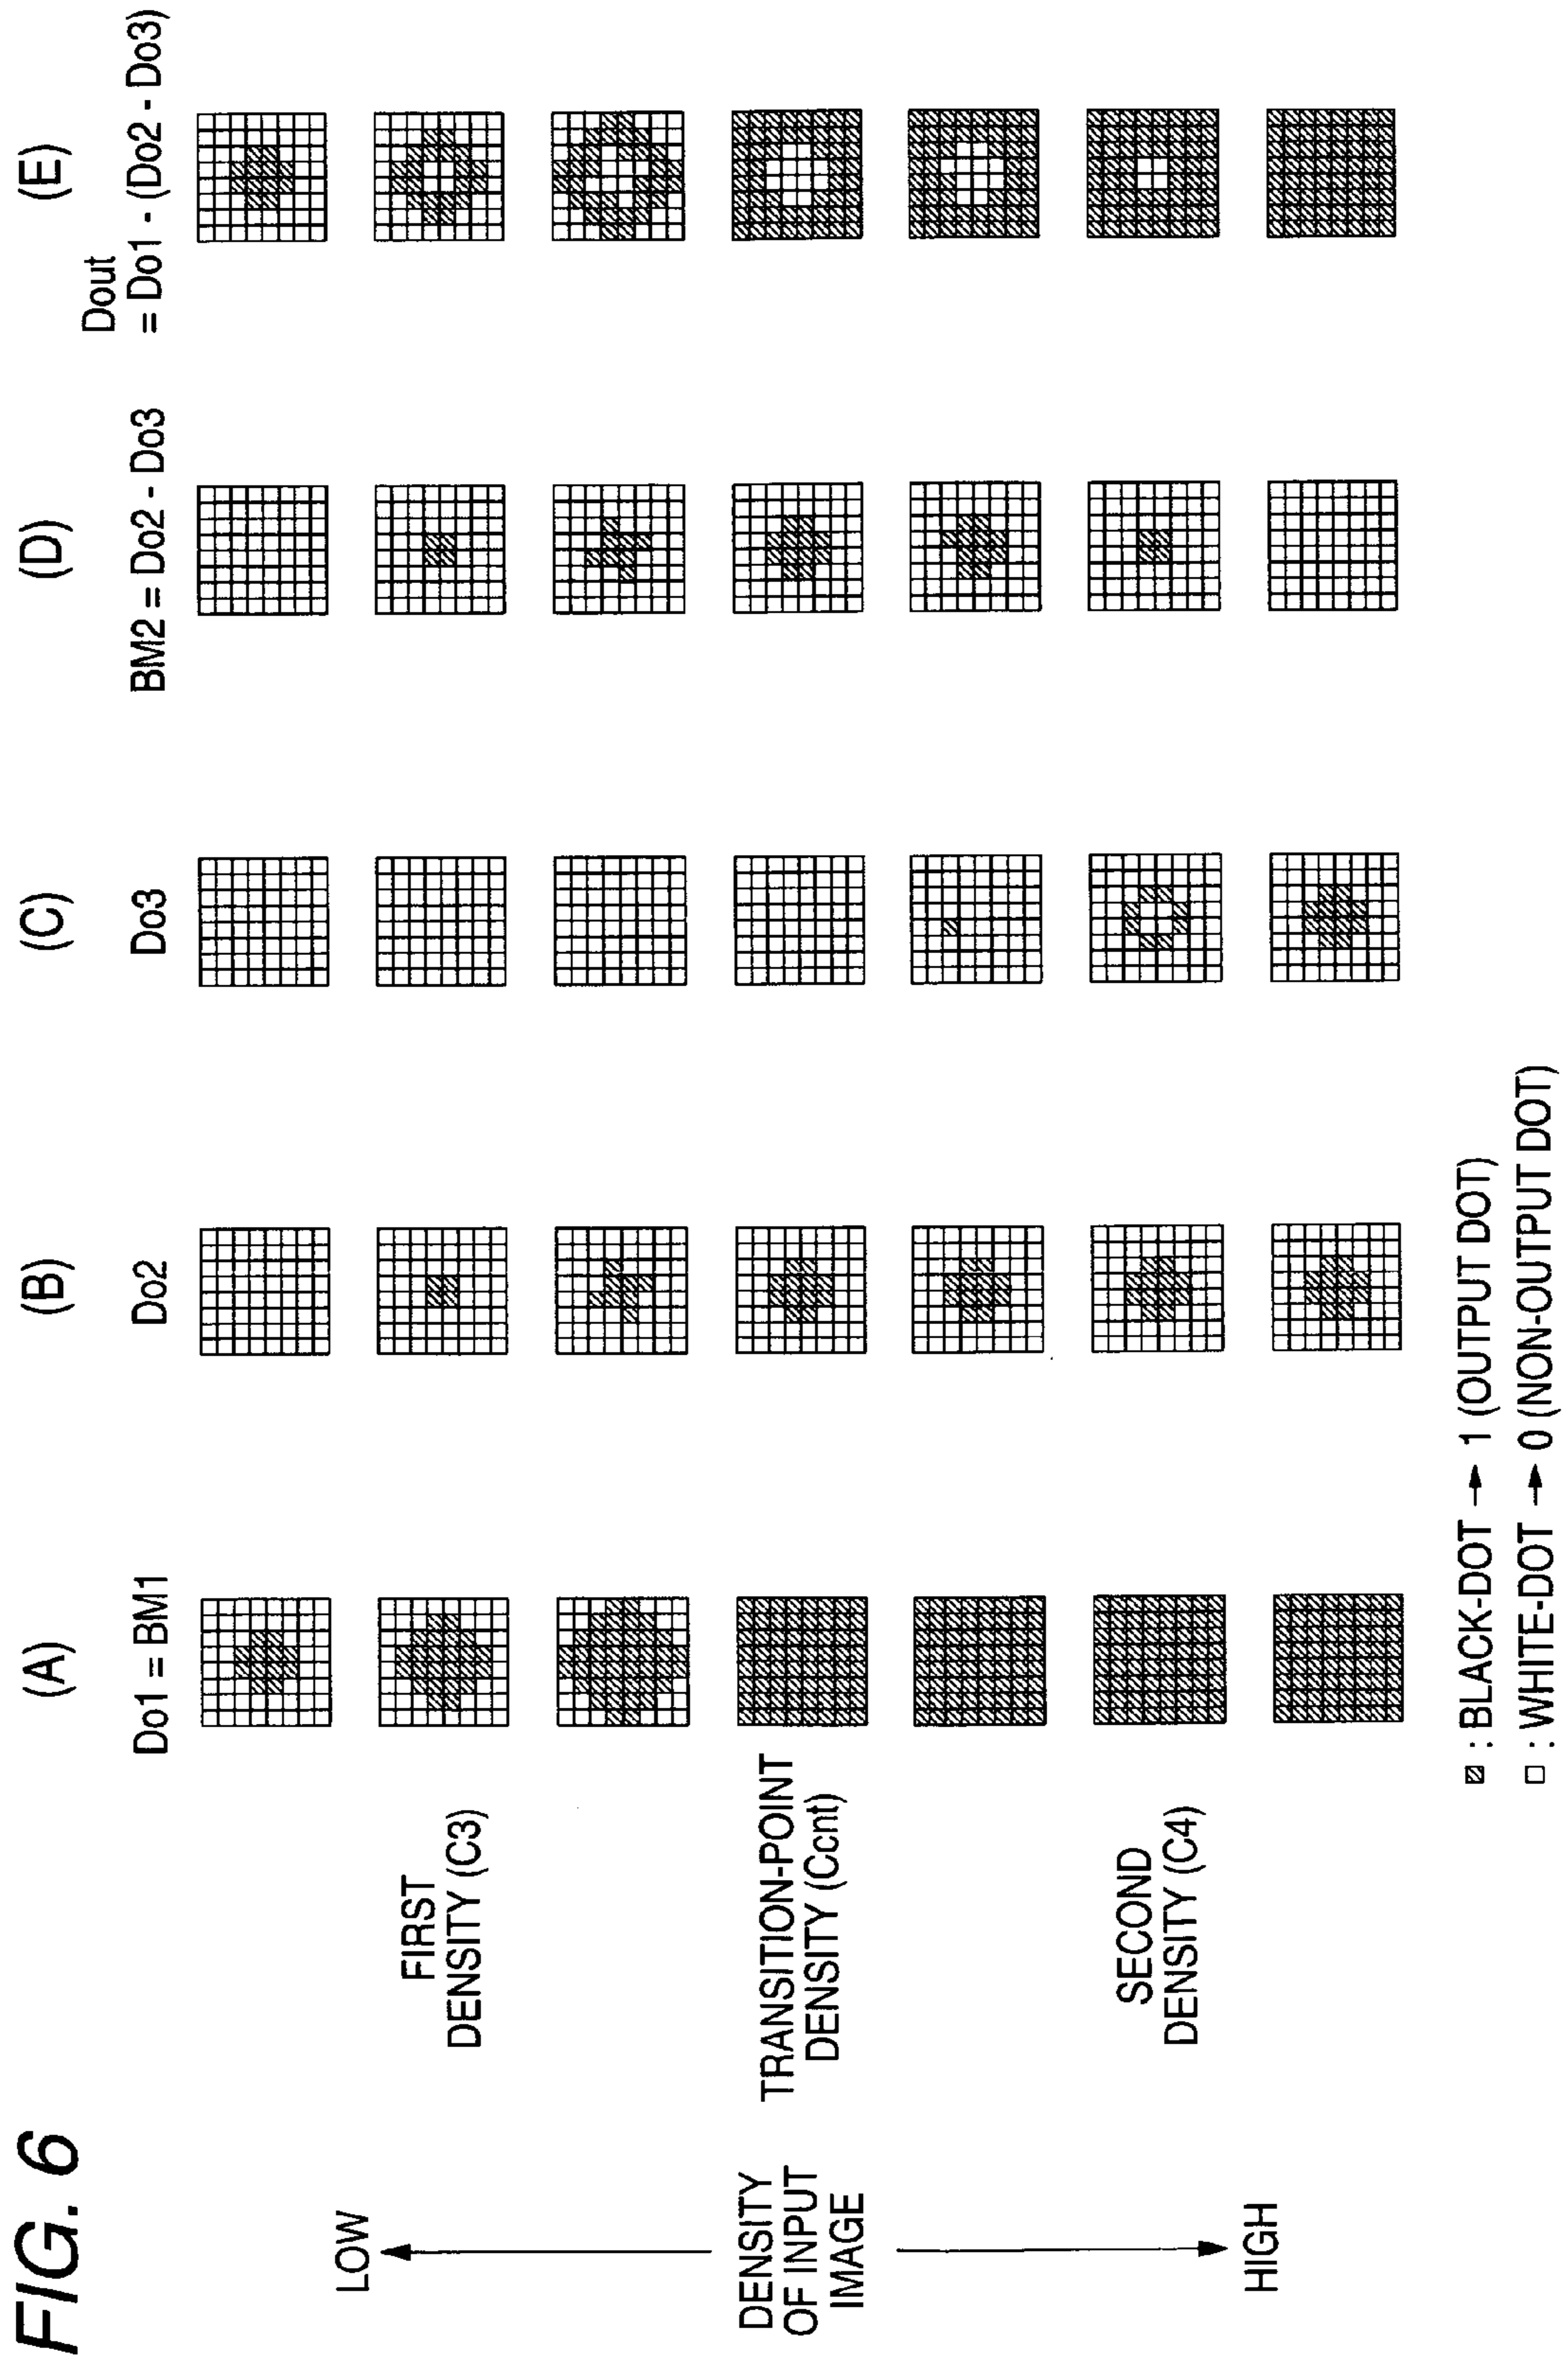 FIG. 6
(A)
(B)
(C)
(D)
(E)
Do1 = BM1
Do2
Do3
BM2 = Do2 - Do3
Dout
= Do1 - (Do2 - Do3)
LOW
DENSITY
OF INPUT
IMAGE
HIGH
FIRST
DENSITY (C3)
TRANSITION-POINT
DENSITY (Ccnt)
SECOND
DENSITY (C4)
: BLACK-DOT → 1 (OUTPUT DOT)
: WHITE-DOT → 0 (NON-OUTPUT DOT)